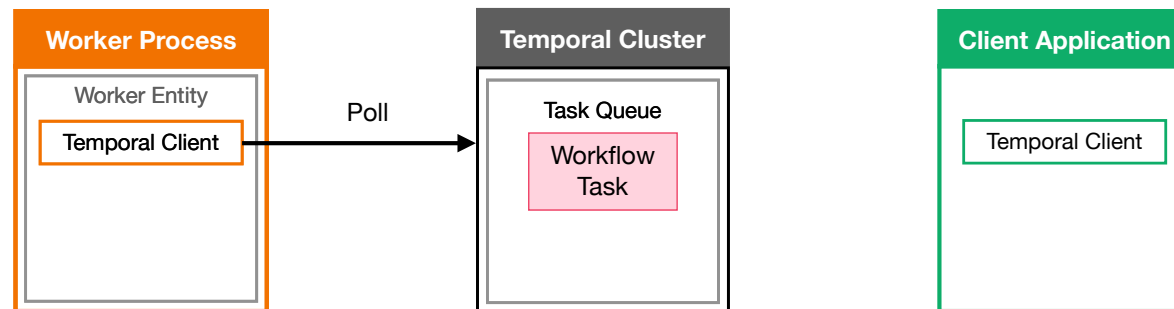 Worker Process
Worker Entity
Temporal Client
Poll
Temporal Cluster
Task Queue
Workflow
Task
Client Application
Temporal Client